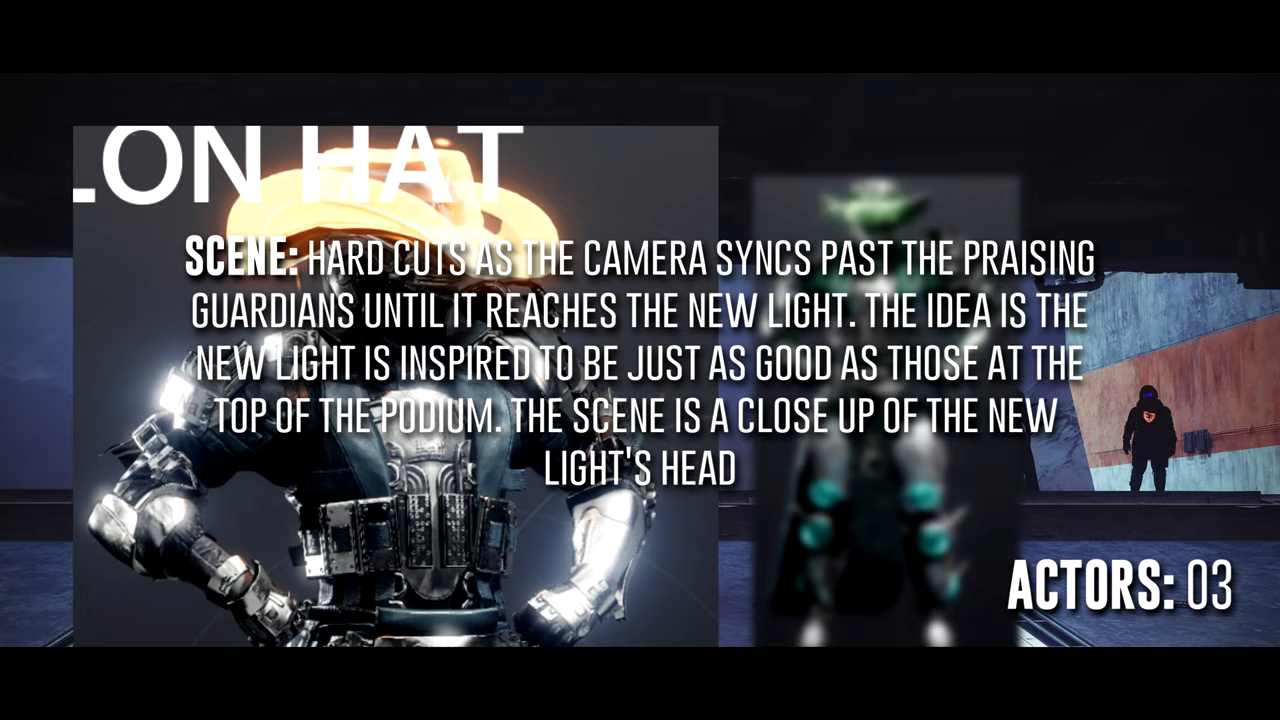 .ON HAT
SCENE: HARD CUTS AS THE CAMERA SYNCS PAST THE PRAISING
GUARDIANS UNTIL IT REACHES THE NEW LIGHT. THE IDEA IS THE
NEW LIGHT IS INSPIRED TO BE JUST AS GOOD AS THOSE AT THE
TOP OF THE PODIUM. THE SCENE IS A CLOSE UP OF THE NEW
LIGHT'S HEAD
ACTORS: 03